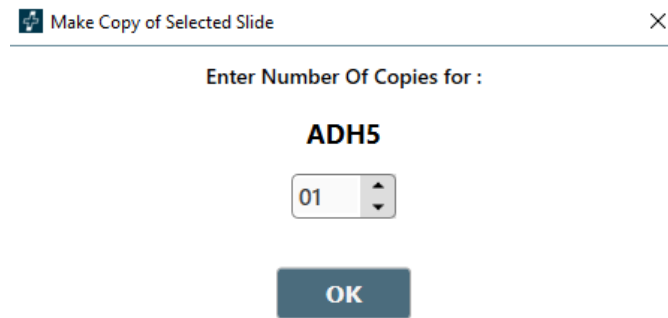 Make Copy of Selected Slide
Enter Number Of Copies for :
ADH5
01
OK